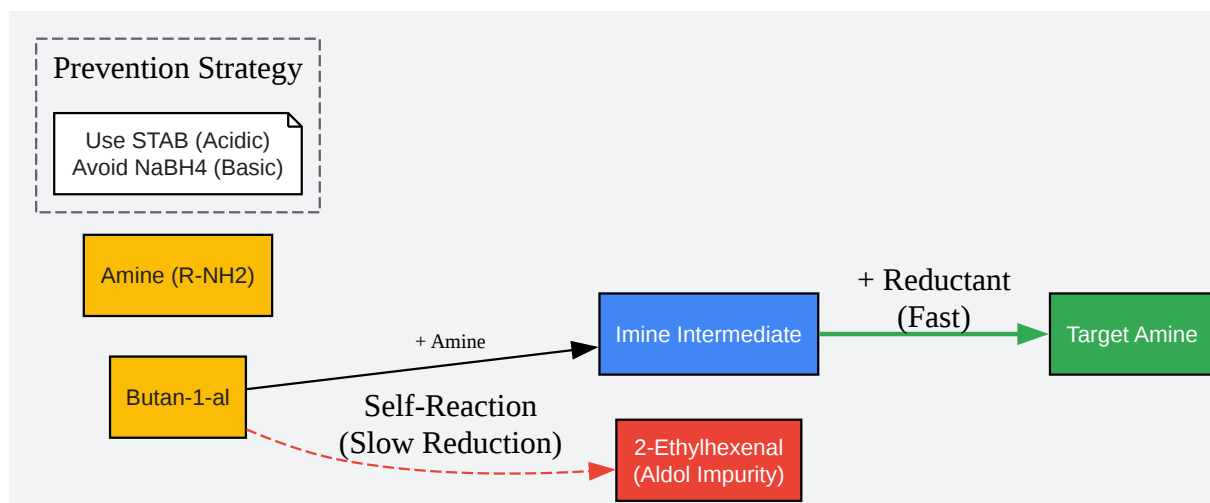 Prevention Strategy
Use STAB (Acidic)
Avoid NaBH4 (Basic)
Amine (R-NH2)
Butan-1-al
+ Amine
Self-Reaction
(Slow Reduction)
Imine Intermediate
2-Ethylhexenal
(Aldol Impurity)
+ Reductant
(Fast)
Target Amine